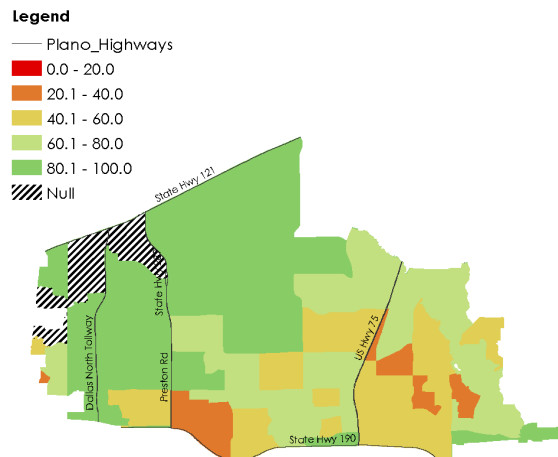 Legend
Plano_Highways
0.0 - 20.0
20.1 - 40.0
40.1 - 60.0
60.1 - 80.0
80.1 - 100.0
Null
State Hwy 121
State Hwy
US Hwy 75
Dallas North Tollway
Preston Rd
State Hwy 190